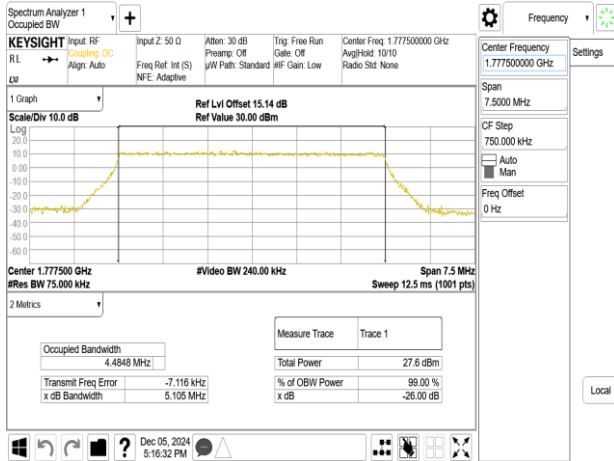 Spectrum Analyzer 1
Occupied BW
Frequency
KEYSIGHT
Input: RF
Coupling: DC
Align: Auto
Input Z: 50 Ω
Freq Ref: Int (S)
NFE: Adaptive
Atten: 30 dB
Preamp: Off
µW Path: Standard
Trig: Free Run
Gate: Off
#IF Gain: Low
Center Freq: 1.777500000 GHz
Avg|Hold: 10/10
Radio Std: None
RL
Center Frequency
1.777500000 GHz
Settings
Span
7.5000 MHz
CF Step
750.000 kHz
Auto
Man
Freq Offset
0 Hz
Local
1 Graph
Scale/Div 10.0 dB
Ref Lvl Offset 15.14 dB
Ref Value 30.00 dBm
Log
20.0
10.0
0.00
-10.0
-20.0
-30.0
-40.0
-50.0
-60.0
Center 1.777500 GHz
#Video BW 240.00 kHz
Span 7.5 MHz
#Res BW 75.000 kHz
Sweep 12.5 ms (1001 pts)
2 Metrics
Measure Trace
Trace 1
Occupied Bandwidth
4.4848 MHz
Total Power
27.6 dBm
Transmit Freq Error
-7.116 kHz
% of OBW Power
99.00 %
x dB Bandwidth
5.105 MHz
x dB
-26.00 dB
?
Dec 05, 2024
5:16:32 PM